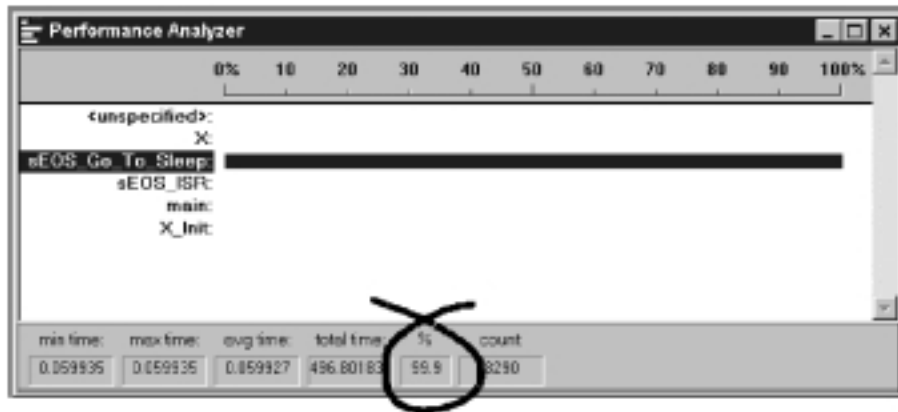 Performance Analyzer
0% 10 20 30 40 50 60 70 80 90 100%
<unspecified>:
X:
sEOS_Go_To_Sleep:
sEOS_ISR:
main:
X_Init:
min time: max time: avg time: total time: % count
0.059935 0.059935 0.059927 496.80183 99.9 8290